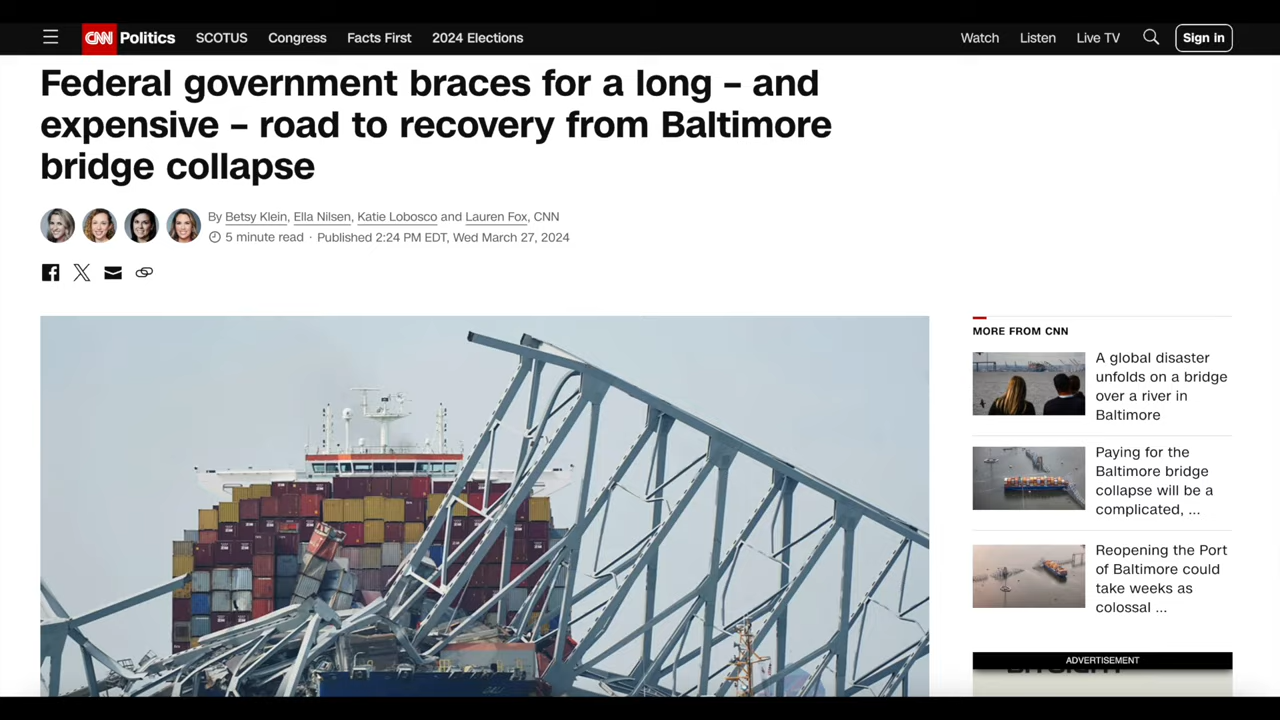 CNN Politics SCOTUS Congress Facts First 2024 Elections Watch Listen Live TV Sign in
Federal government braces for a long – and
expensive – road to recovery from Baltimore
bridge collapse
By Betsy Klein, Ella Nilsen, Katie Lobosco and Lauren Fox, CNN
5 minute read · Published 2:24 PM EDT, Wed March 27, 2024
MORE FROM CNN
A global disaster
unfolds on a bridge
over a river in
Baltimore
Paying for the
Baltimore bridge
collapse will be a
complicated, ...
Reopening the Port
of Baltimore could
take weeks as
colossal ...
ADVERTISEMENT